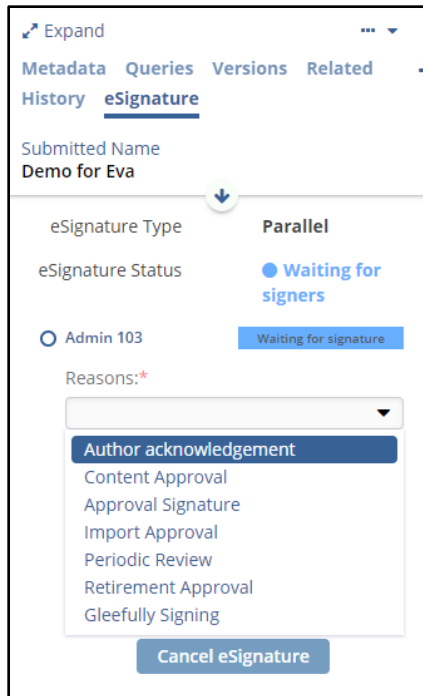 Expand
Metadata Queries Versions Related
History eSignature
Submitted Name
Demo for Eva
eSignature Type Parallel
eSignature Status Waiting for
signers
Admin 103 Waiting for signature
Reasons:*
Author acknowledgement
Content Approval
Approval Signature
Import Approval
Periodic Review
Retirement Approval
Gleefully Signing
Cancel eSignature